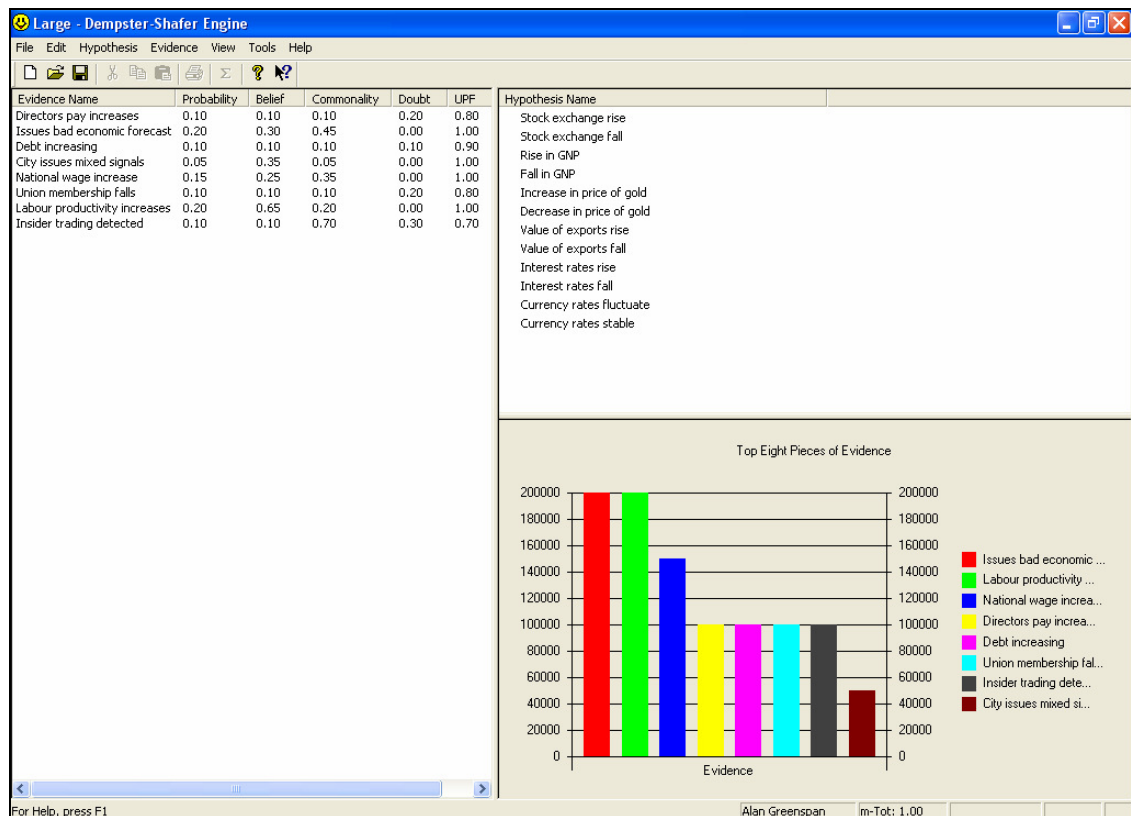 Large - Dempster-Shafer Engine
File Edit Hypothesis Evidence View Tools Help
Evidence Name Probability Belief Commonality Doubt UPF
Directors pay increases 0.10 0.10 0.10 0.20 0.80
Issues bad economic forecast 0.20 0.30 0.45 0.00 1.00
Debt increasing 0.10 0.10 0.10 0.10 0.90
City issues mixed signals 0.05 0.35 0.05 0.00 1.00
National wage increase 0.15 0.25 0.35 0.00 1.00
Union membership falls 0.10 0.10 0.10 0.20 0.80
Labour productivity increases 0.20 0.65 0.20 0.00 1.00
Insider trading detected 0.10 0.10 0.70 0.30 0.70
Hypothesis Name
Stock exchange rise
Stock exchange fall
Rise in GNP
Fall in GNP
Increase in price of gold
Decrease in price of gold
Value of exports rise
Value of exports fall
Interest rates rise
Interest rates fall
Currency rates fluctuate
Currency rates stable
Top Eight Pieces of Evidence
200000 200000
180000 180000
160000 160000
140000 140000
120000 120000
100000 100000
80000 80000
60000 60000
40000 40000
20000 20000
0 0
Evidence
Issues bad economic ...
Labour productivity ...
National wage increa...
Directors pay increa...
Debt increasing
Union membership fal...
Insider trading dete...
City issues mixed si...
For Help, press F1
Alan Greenspan m-Tot: 1.00